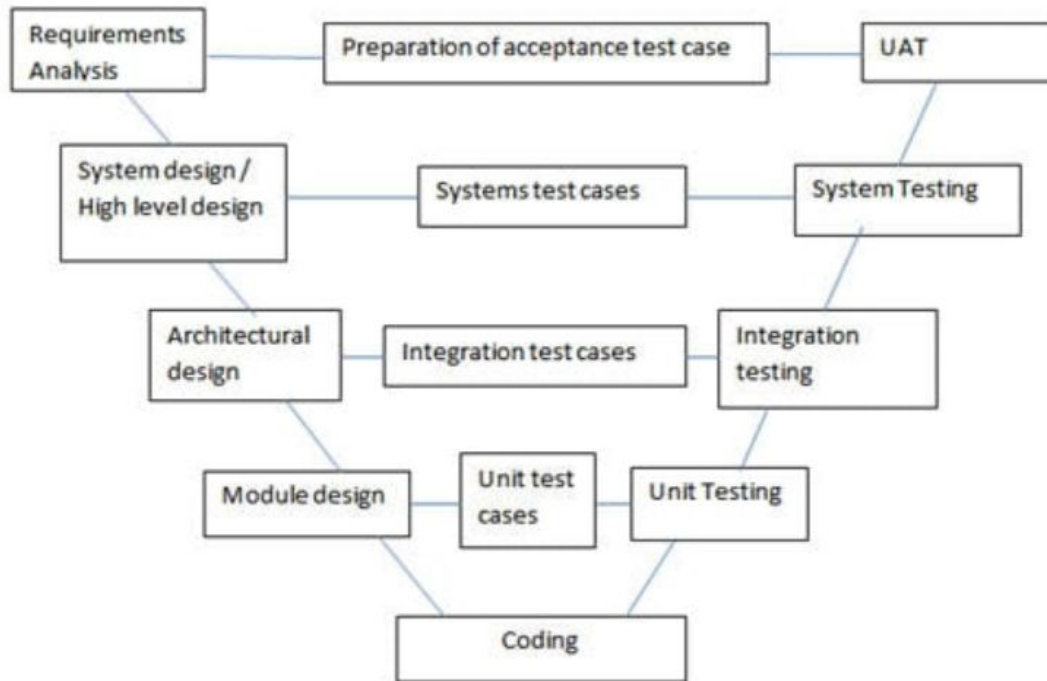 Requirements
Analysis
Preparation of acceptance test case
UAT
System design /
High level design
Systems test cases
System Testing
Architectural
design
Integration test cases
Integration
testing
Module design
Unit test
cases
Unit Testing
Coding